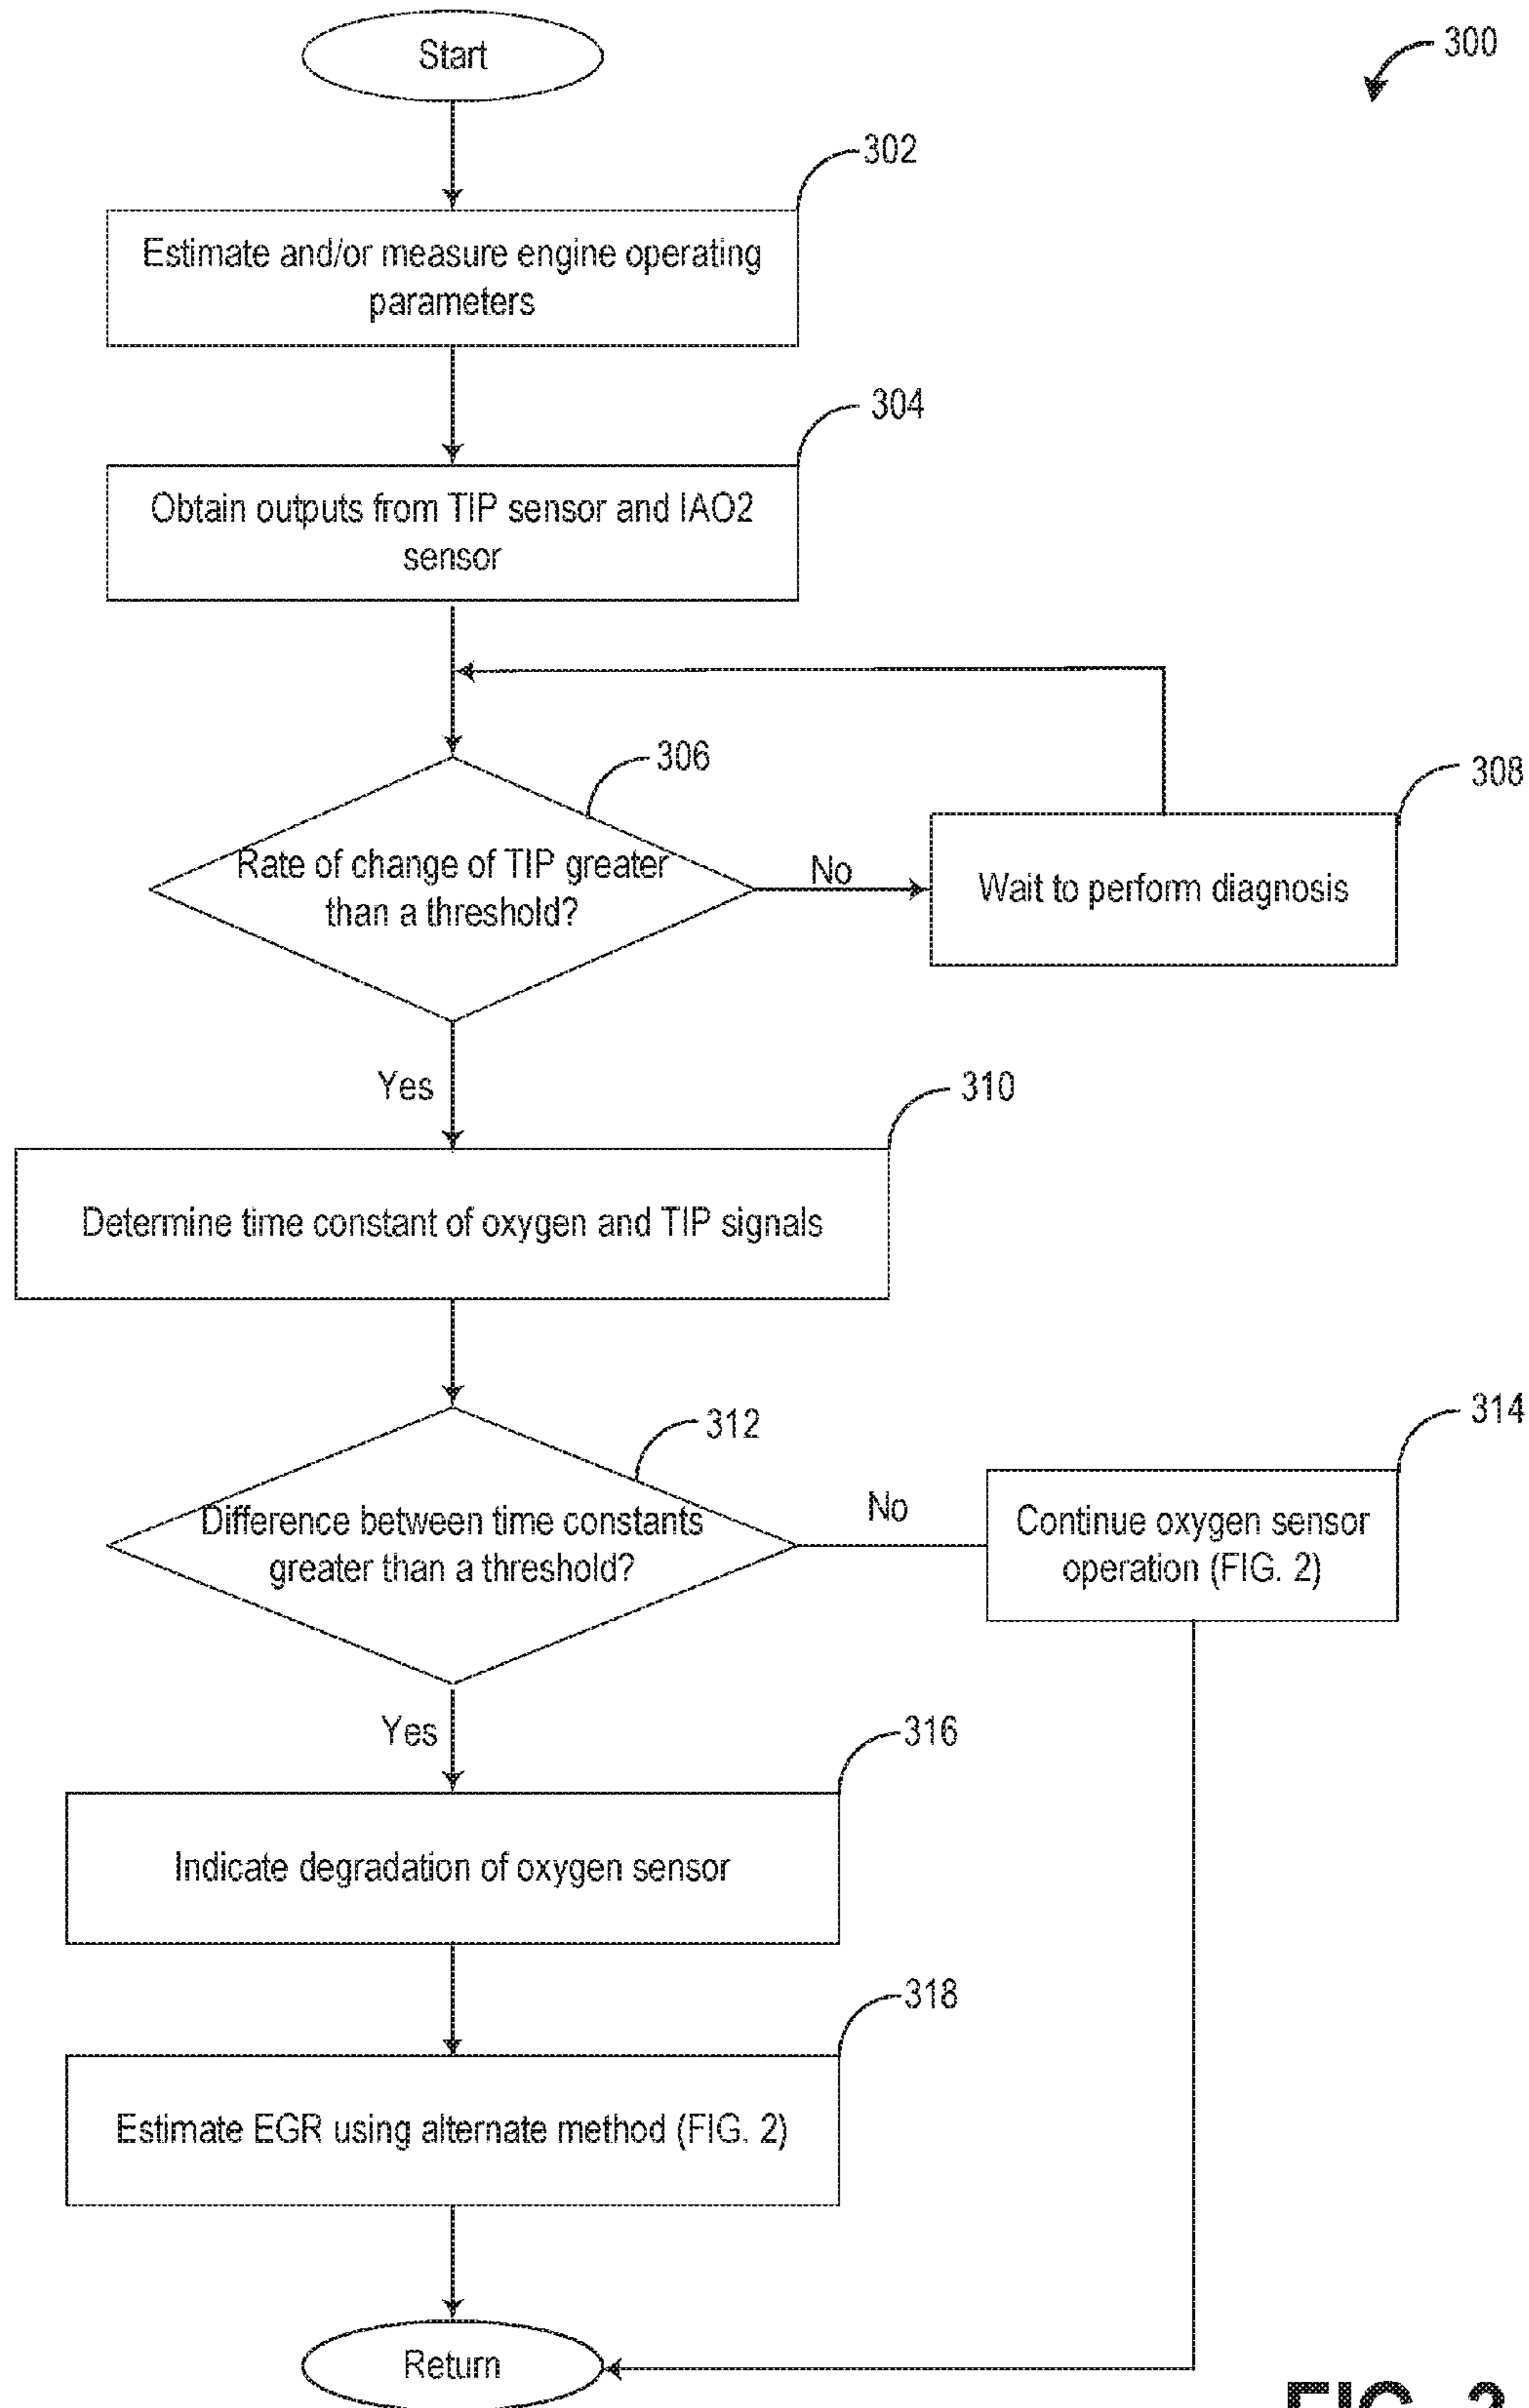 Start
300
302
Estimate and/or measure engine operating
parameters
304
Obtain outputs from TIP sensor and IAO2
sensor
306
Rate of change of TIP greater
than a threshold?
No
308
Wait to perform diagnosis
Yes
310
Determine time constant of oxygen and TIP signals
312
Difference between time constants
greater than a threshold?
No
314
Continue oxygen sensor
operation (FIG. 2)
Yes
316
Indicate degradation of oxygen sensor
318
Estimate EGR using alternate method (FIG. 2)
Return
FIG. 3